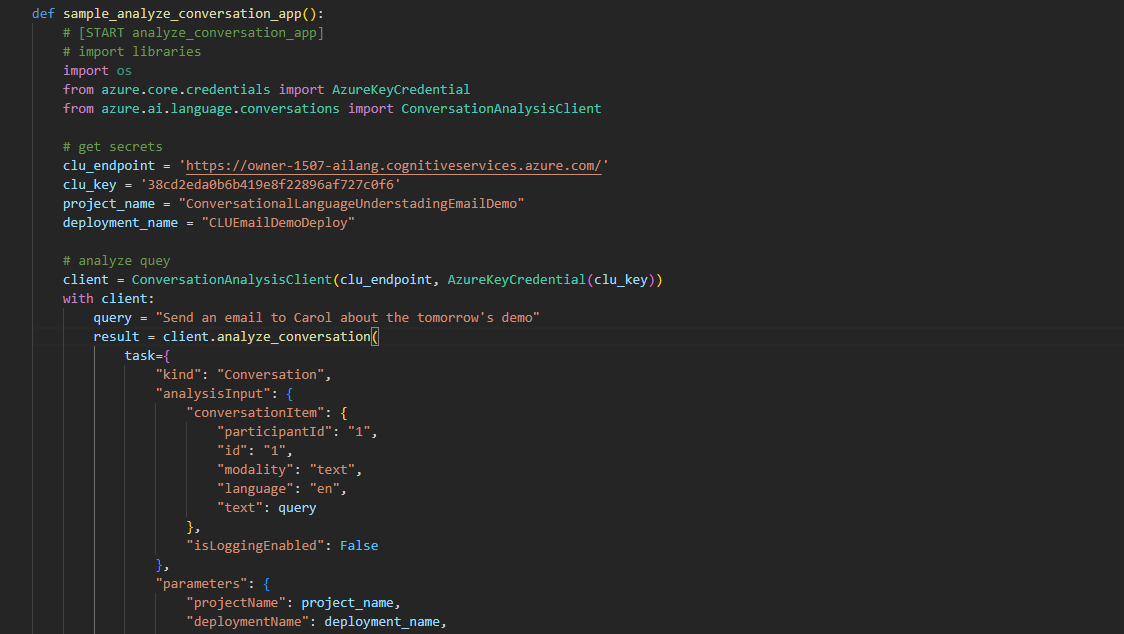 def sample_analyze_conversation_app():
# [START analyze_conversation_app]
# import libraries
import os
from azure.core.credentials import AzureKeyCredential
from azure.ai.language.conversations import ConversationAnalysisClient
# get secrets
clu_endpoint = 'https://owner-1507-ailang.cognitiveservices.azure.com/'
clu_key = '38cd2eda0b6b419e8f22896af727c0f6'
project_name = "ConversationalLanguageUnderstadingEmailDemo"
deployment_name = "CLUEmailDemoDeploy"
# analyze quey
client = ConversationAnalysisClient(clu_endpoint, AzureKeyCredential(clu_key))
with client:
query = "Send an email to Carol about the tomorrow's demo"
result = client.analyze_conversation(
task={
"kind": "Conversation",
"analysisInput": {
"conversationItem": {
"participantId": "1",
"id": "1",
"modality": "text",
"language": "en",
"text": query
},
"isLoggingEnabled": False
},
"parameters": {
"projectName": project_name,
"deploymentName": deployment_name,